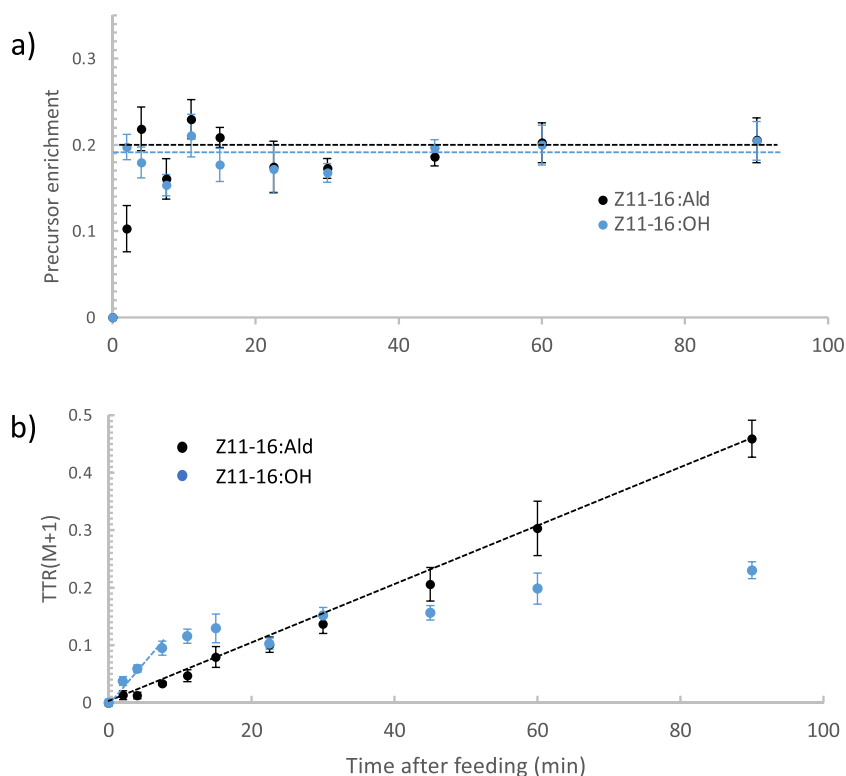 a)
Precursor enrichment
0.3
0.2
0.1
0
Z11-16:Ald
Z11-16:OH
0 20 40 60 80 100
b)
TTR(M+1)
0.5
0.4
0.3
0.2
0.1
0
Z11-16:Ald
Z11-16:OH
0 20 40 60 80 100
Time after feeding (min)